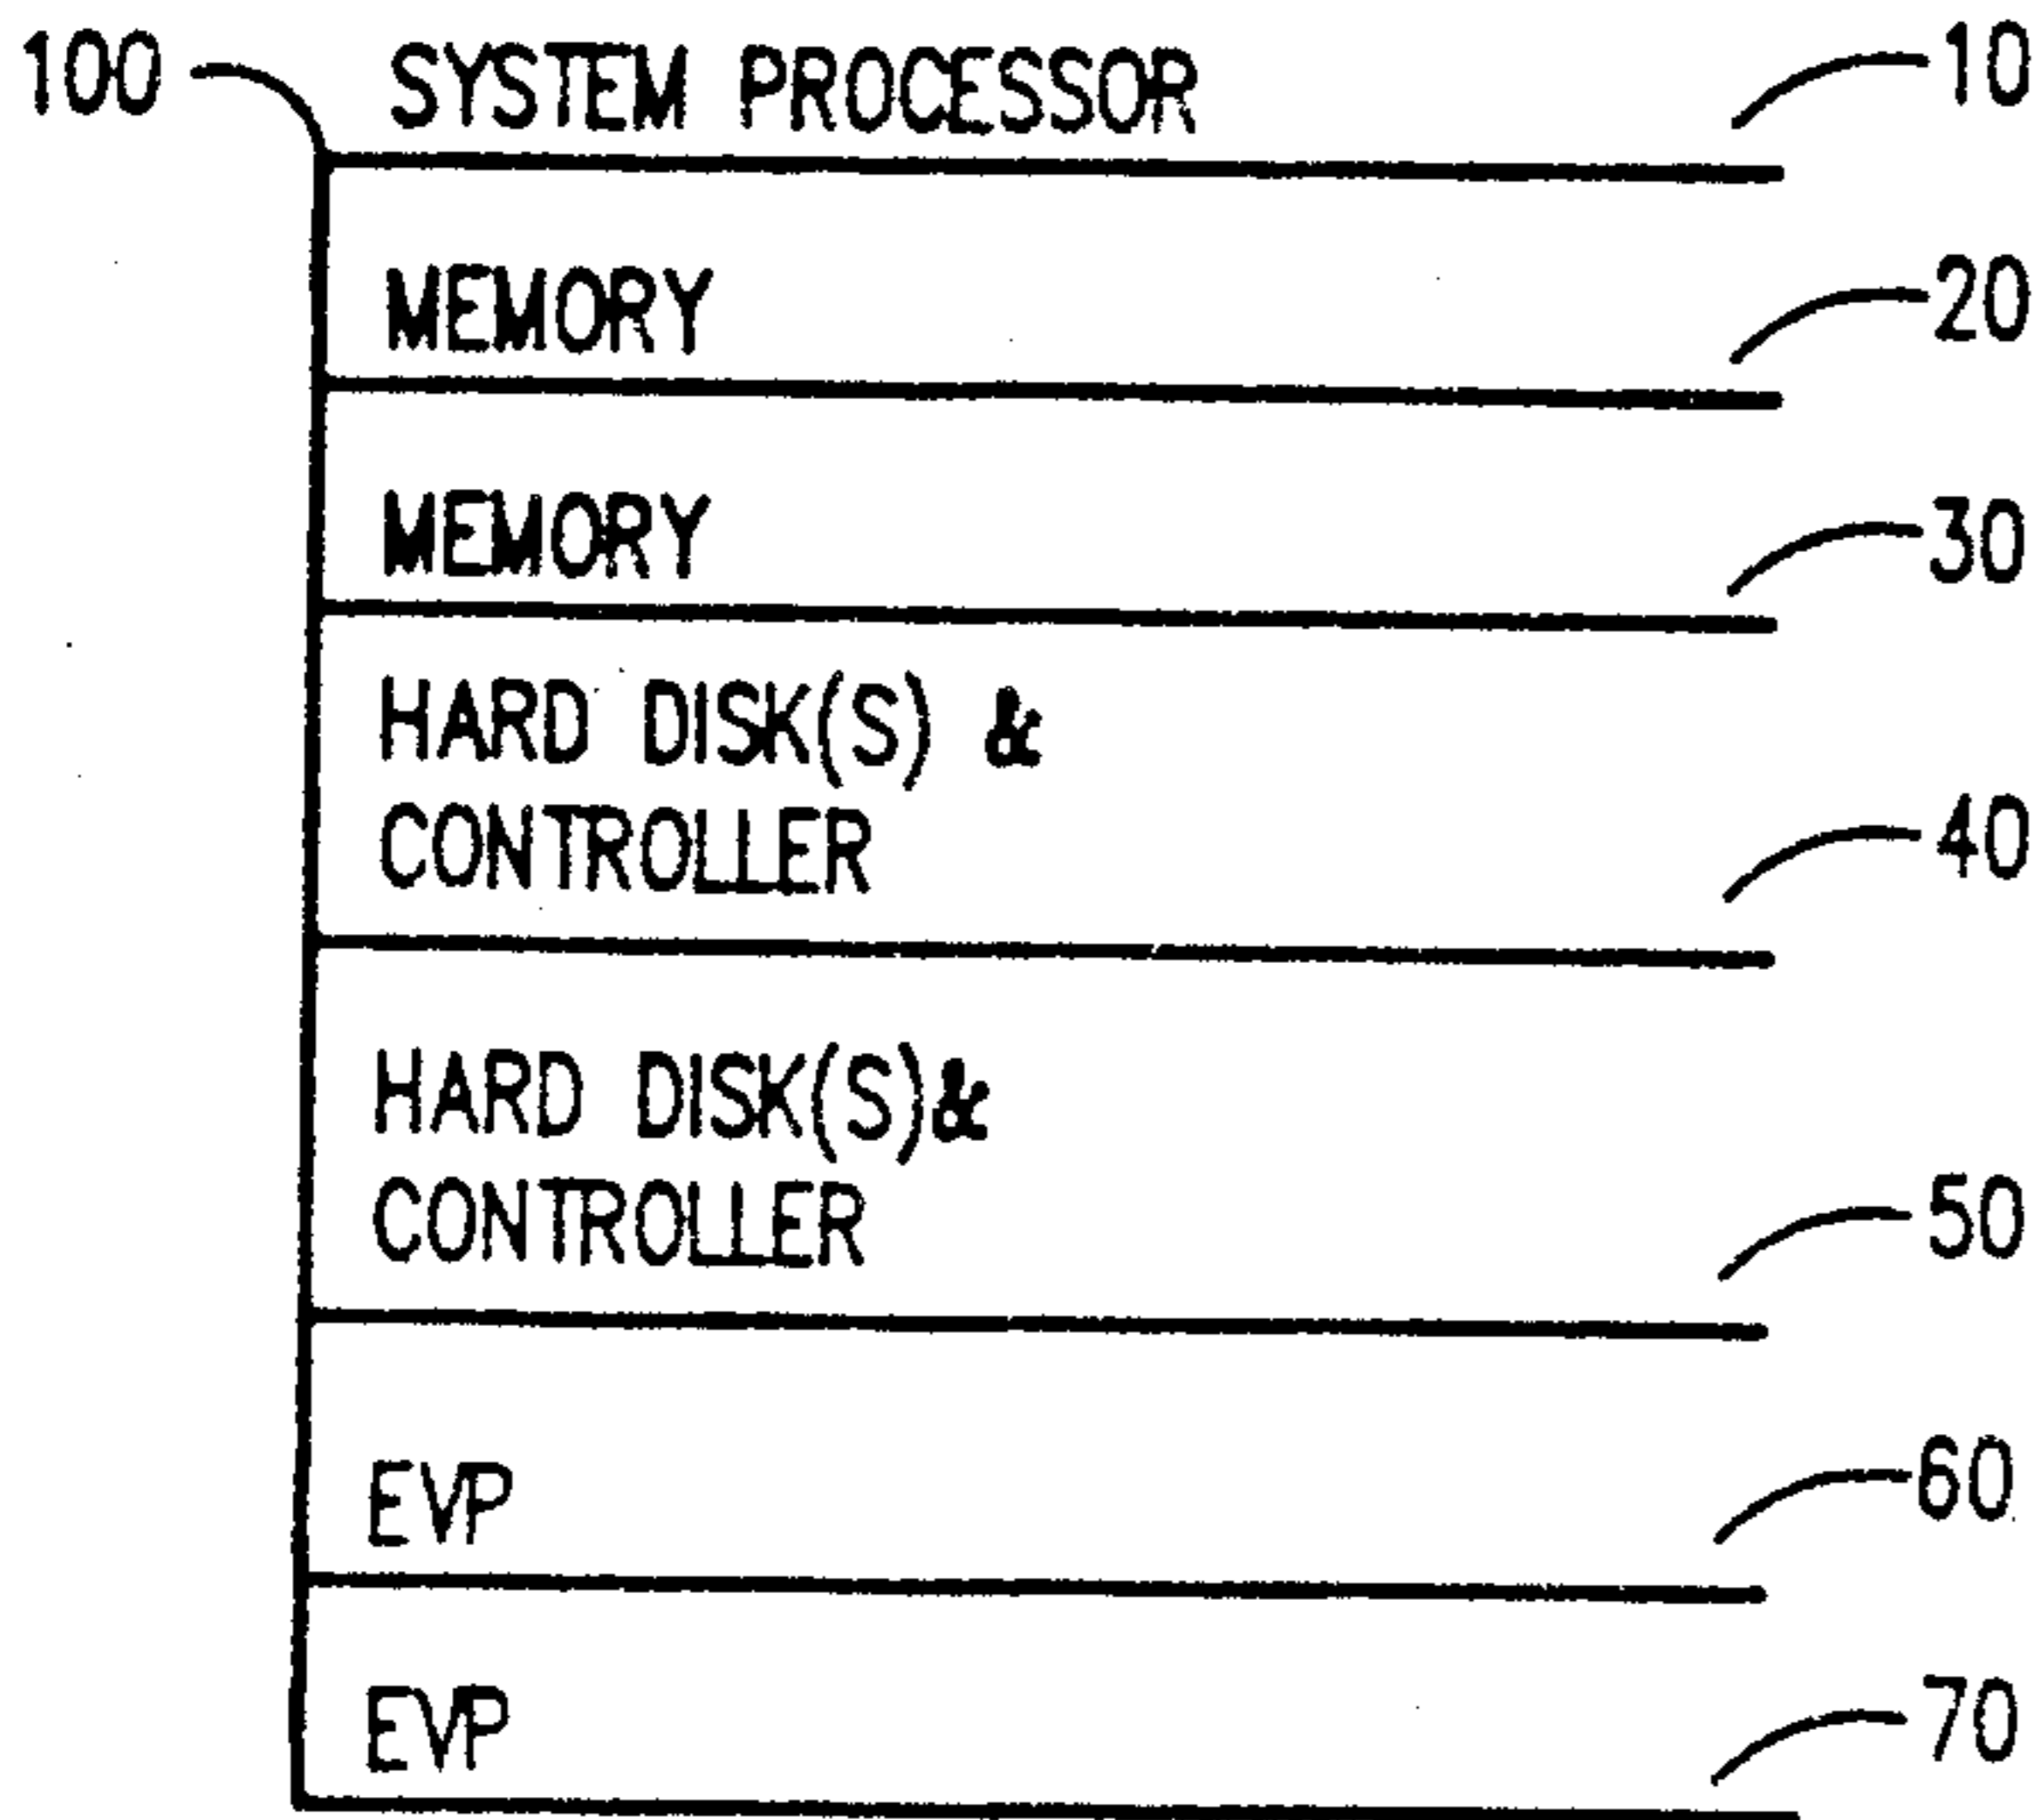 100 SYSTEM PROCESSOR 10
MEMORY 20
MEMORY 30
HARD DISK(S) &
CONTROLLER 40
HARD DISK(S)&
CONTROLLER 50
EVP 60
EVP 70